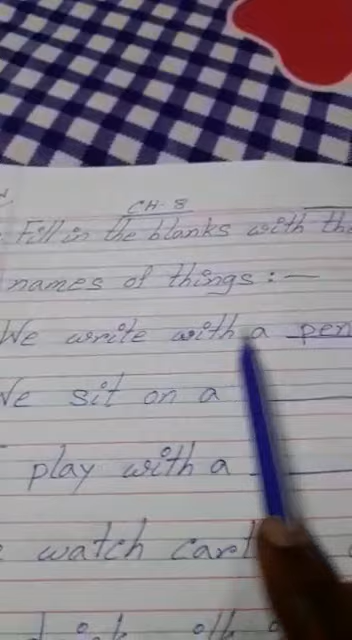 CH-8
Fill in the blanks with the
names of things :—
We write with a pen
We sit on a
play with a
watch